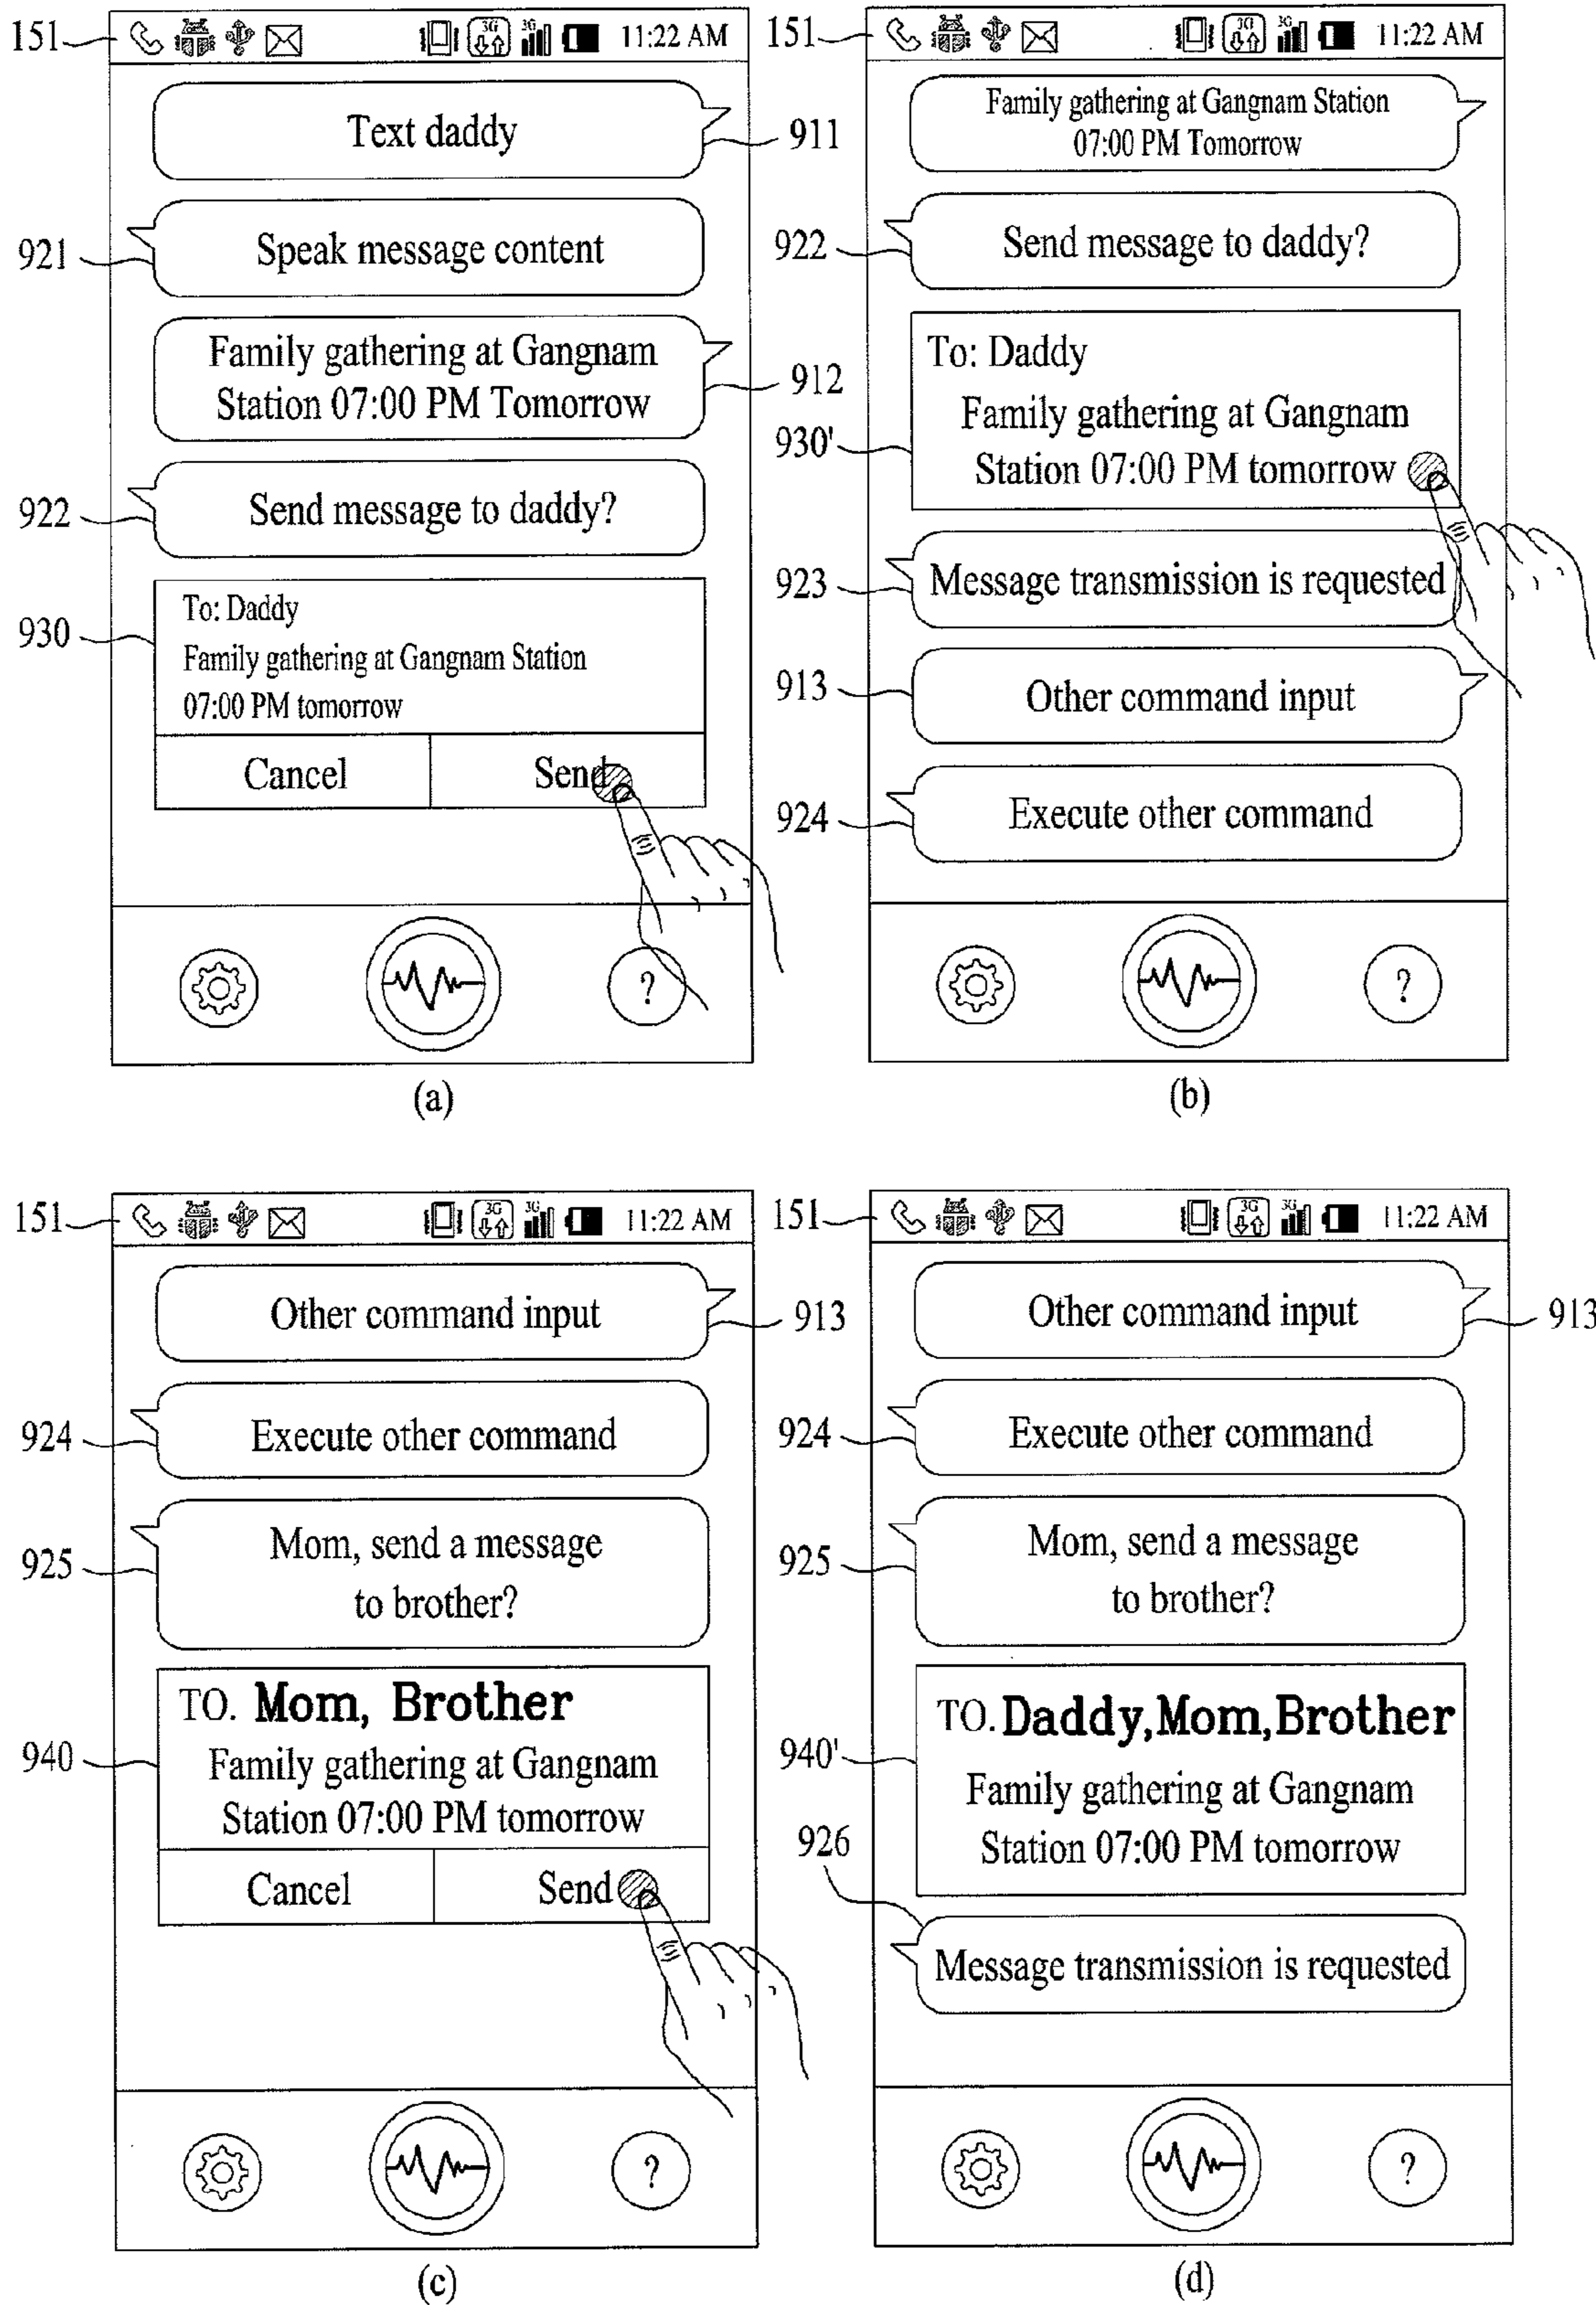 151 3G 3G 11:22 AM
Text daddy
911
921
Speak message content
Family gathering at Gangnam
Station 07:00 PM Tomorrow
912
922
Send message to daddy?
930
To: Daddy
Family gathering at Gangnam Station
07:00 PM tomorrow
Cancel Send
?
(a)
151 3G 3G 11:22 AM
Family gathering at Gangnam Station
07:00 PM Tomorrow
922
Send message to daddy?
To: Daddy
Family gathering at Gangnam
930'
Station 07:00 PM tomorrow
923
Message transmission is requested
913
Other command input
924
Execute other command
?
(b)
151 3G 3G 11:22 AM
Other command input
913
924
Execute other command
925
Mom, send a message
to brother?
TO. Mom, Brother
940
Family gathering at Gangnam
Station 07:00 PM tomorrow
Cancel Send
?
(c)
151 3G 3G 11:22 AM
Other command input
913
924
Execute other command
925
Mom, send a message
to brother?
TO. Daddy,Mom,Brother
940'
Family gathering at Gangnam
Station 07:00 PM tomorrow
926
Message transmission is requested
?
(d)